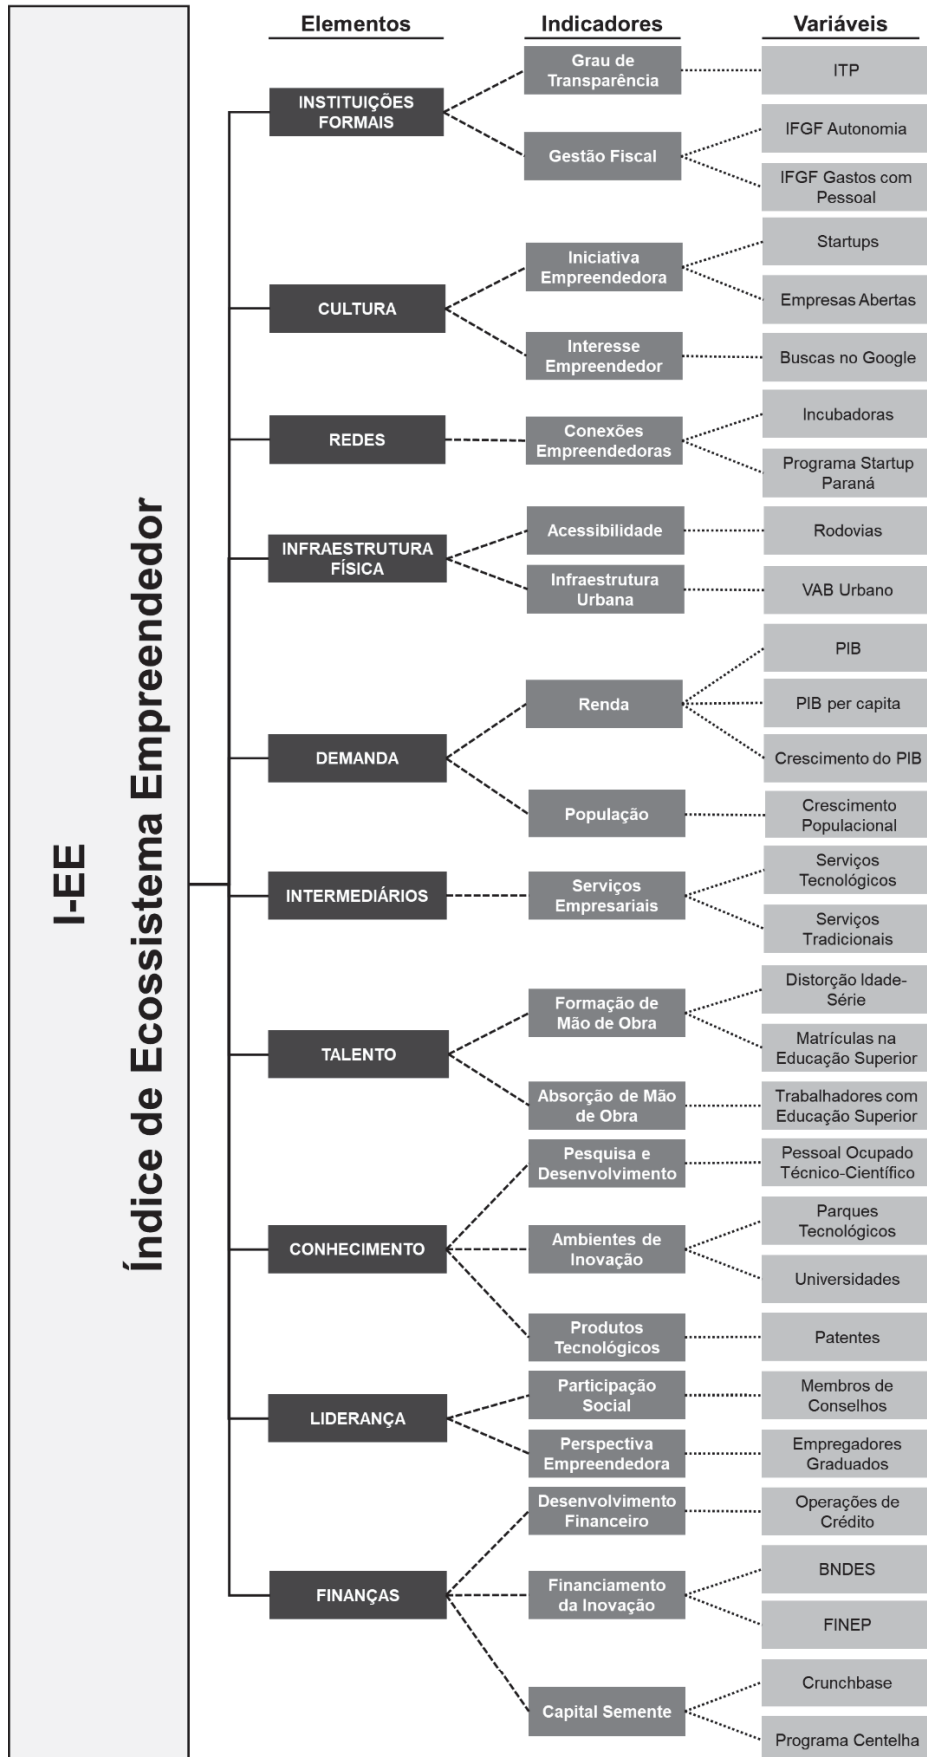 I-EE
Índice de Ecossistema Empreendedor
Elementos
Indicadores
Variáveis
INSTITUIÇÕES
FORMAIS
Grau de
Transparência
ITP
Gestão Fiscal
IFGF Autonomia
IFGF Gastos com
Pessoal
CULTURA
Iniciativa
Empreendedora
Startups
Empresas Abertas
Interesse
Empreendedor
Buscas no Google
REDES
Conexões
Empreendedoras
Incubadoras
Programa Startup
Paraná
INFRAESTRUTURA
FÍSICA
Acessibilidade
Rodovias
Infraestrutura
Urbana
VAB Urbano
DEMANDA
Renda
PIB
PIB per capita
Crescimento do PIB
População
Crescimento
Populacional
INTERMEDIÁRIOS
Serviços
Empresariais
Serviços
Tecnológicos
Serviços
Tradicionais
TALENTO
Formação de
Mão de Obra
Distorção Idade-
Série
Matrículas na
Educação Superior
Absorção de Mão
de Obra
Trabalhadores com
Educação Superior
CONHECIMENTO
Pesquisa e
Desenvolvimento
Pessoal Ocupado
Técnico-Científico
Ambientes de
Inovação
Parques
Tecnológicos
Universidades
Produtos
Tecnológicos
Patentes
LIDERANÇA
Participação
Social
Membros de
Conselhos
Perspectiva
Empreendedora
Empregadores
Graduados
FINANÇAS
Desenvolvimento
Financeiro
Operações de
Crédito
Financiamento
da Inovação
BNDES
FINEP
Capital Semente
Crunchbase
Programa Centelha